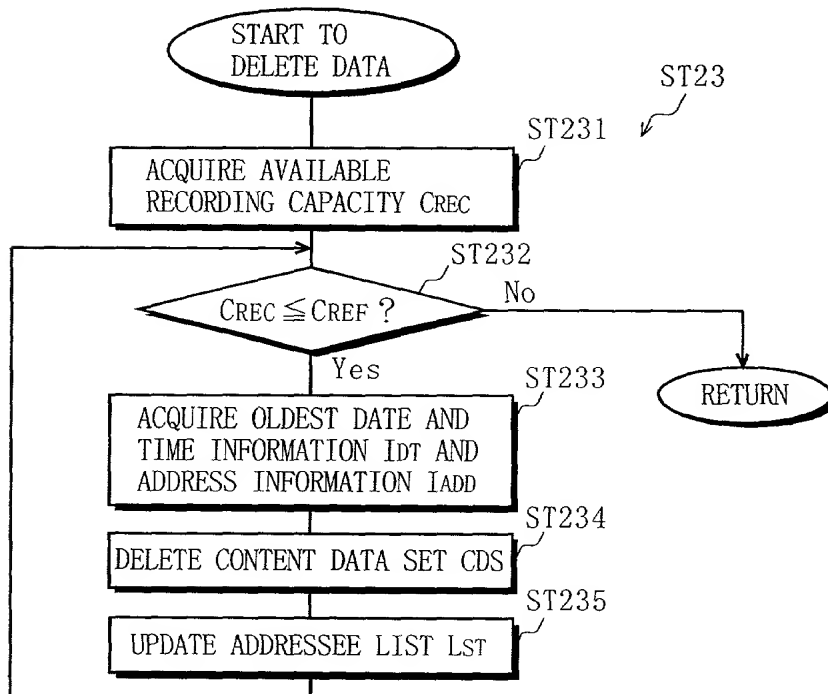 START TO
DELETE DATA
ST23
ST231
ACQUIRE AVAILABLE
RECORDING CAPACITY CREC
ST232
CREC ≦ CREF ?
No
Yes
RETURN
ST233
ACQUIRE OLDEST DATE AND
TIME INFORMATION IDT AND
ADDRESS INFORMATION IADD
ST234
DELETE CONTENT DATA SET CDS
ST235
UPDATE ADDRESSEE LIST LST